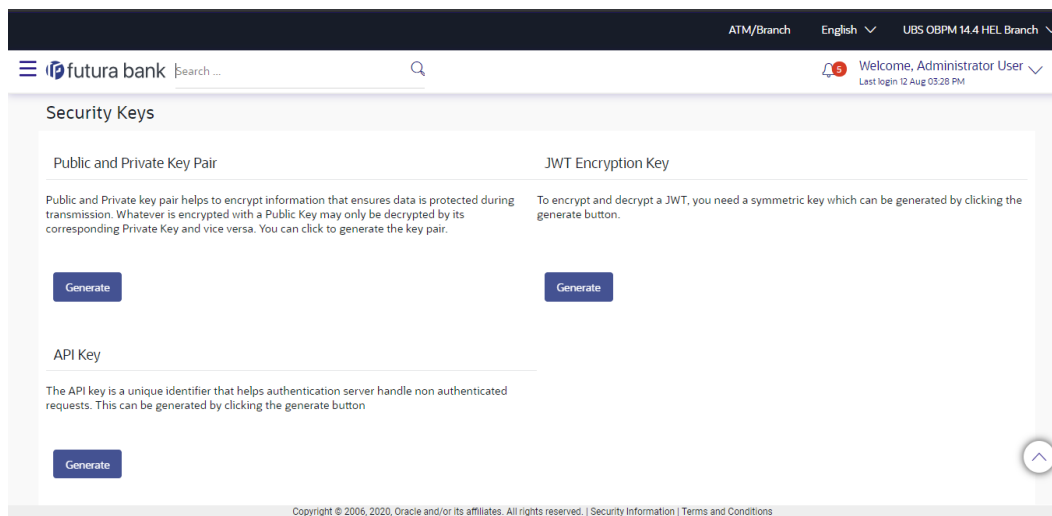 ATM/Branch English UBS OBPM 14.4 HEL Branch
futura bank Search ... 5 Welcome, Administrator User
Last login 12 Aug 03:28 PM
Security Keys
Public and Private Key Pair
Public and Private key pair helps to encrypt information that ensures data is protected during
transmission. Whatever is encrypted with a Public Key may only be decrypted by its
corresponding Private Key and vice versa. You can click to generate the key pair.
Generate
JWT Encryption Key
To encrypt and decrypt a JWT, you need a symmetric key which can be generated by clicking the
generate button.
Generate
API Key
The API key is a unique identifier that helps authentication server handle non authenticated
requests. This can be generated by clicking the generate button
Generate
Copyright © 2006, 2020, Oracle and/or its affiliates. All rights reserved. | Security Information | Terms and Conditions